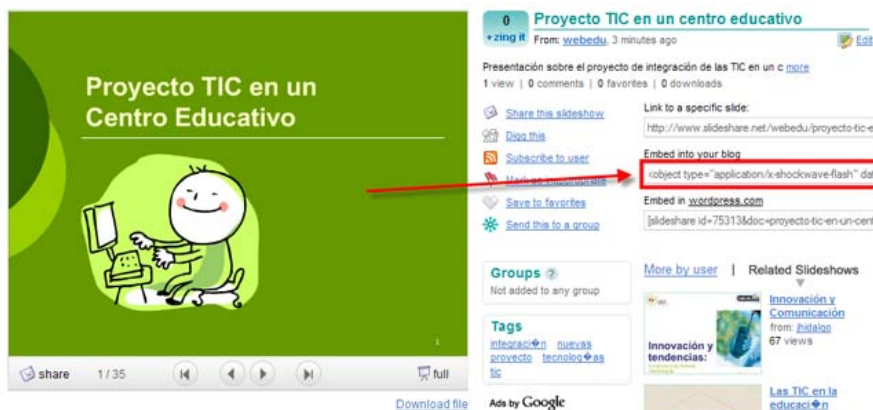 Proyecto TIC en un
Centro Educativo
1
share 1/35 full
Download file
0
+zing it
Proyecto TIC en un centro educativo
From: webedu, 3 minutes ago
Edit
Presentación sobre el proyecto de integración de las TIC en un c more
1 view | 0 comments | 0 favorites | 0 downloads
Share this slideshow
Digg this
Subscribe to user
Mark as inappropriate
Save to favorites
Send this to a group
Link to a specific slide:
http://www.slideshare.net/webedu/proyecto-tic-e
Embed into your blog
<object type="application/x-shockwave-flash" dat
Embed in wordpress.com
[slideshare id=75313&doc=proyecto-tic-en-un-cent
Groups ?
Not added to any group
Tags
integraci�n nuevas
proyecto tecnolog�as
tic
Ads by Google
More by user | Related Slideshows
Innovación y
tendencias:
Innovación y
Comunicación
from: jhidalgo
67 views
Las TIC en la
educaci�n